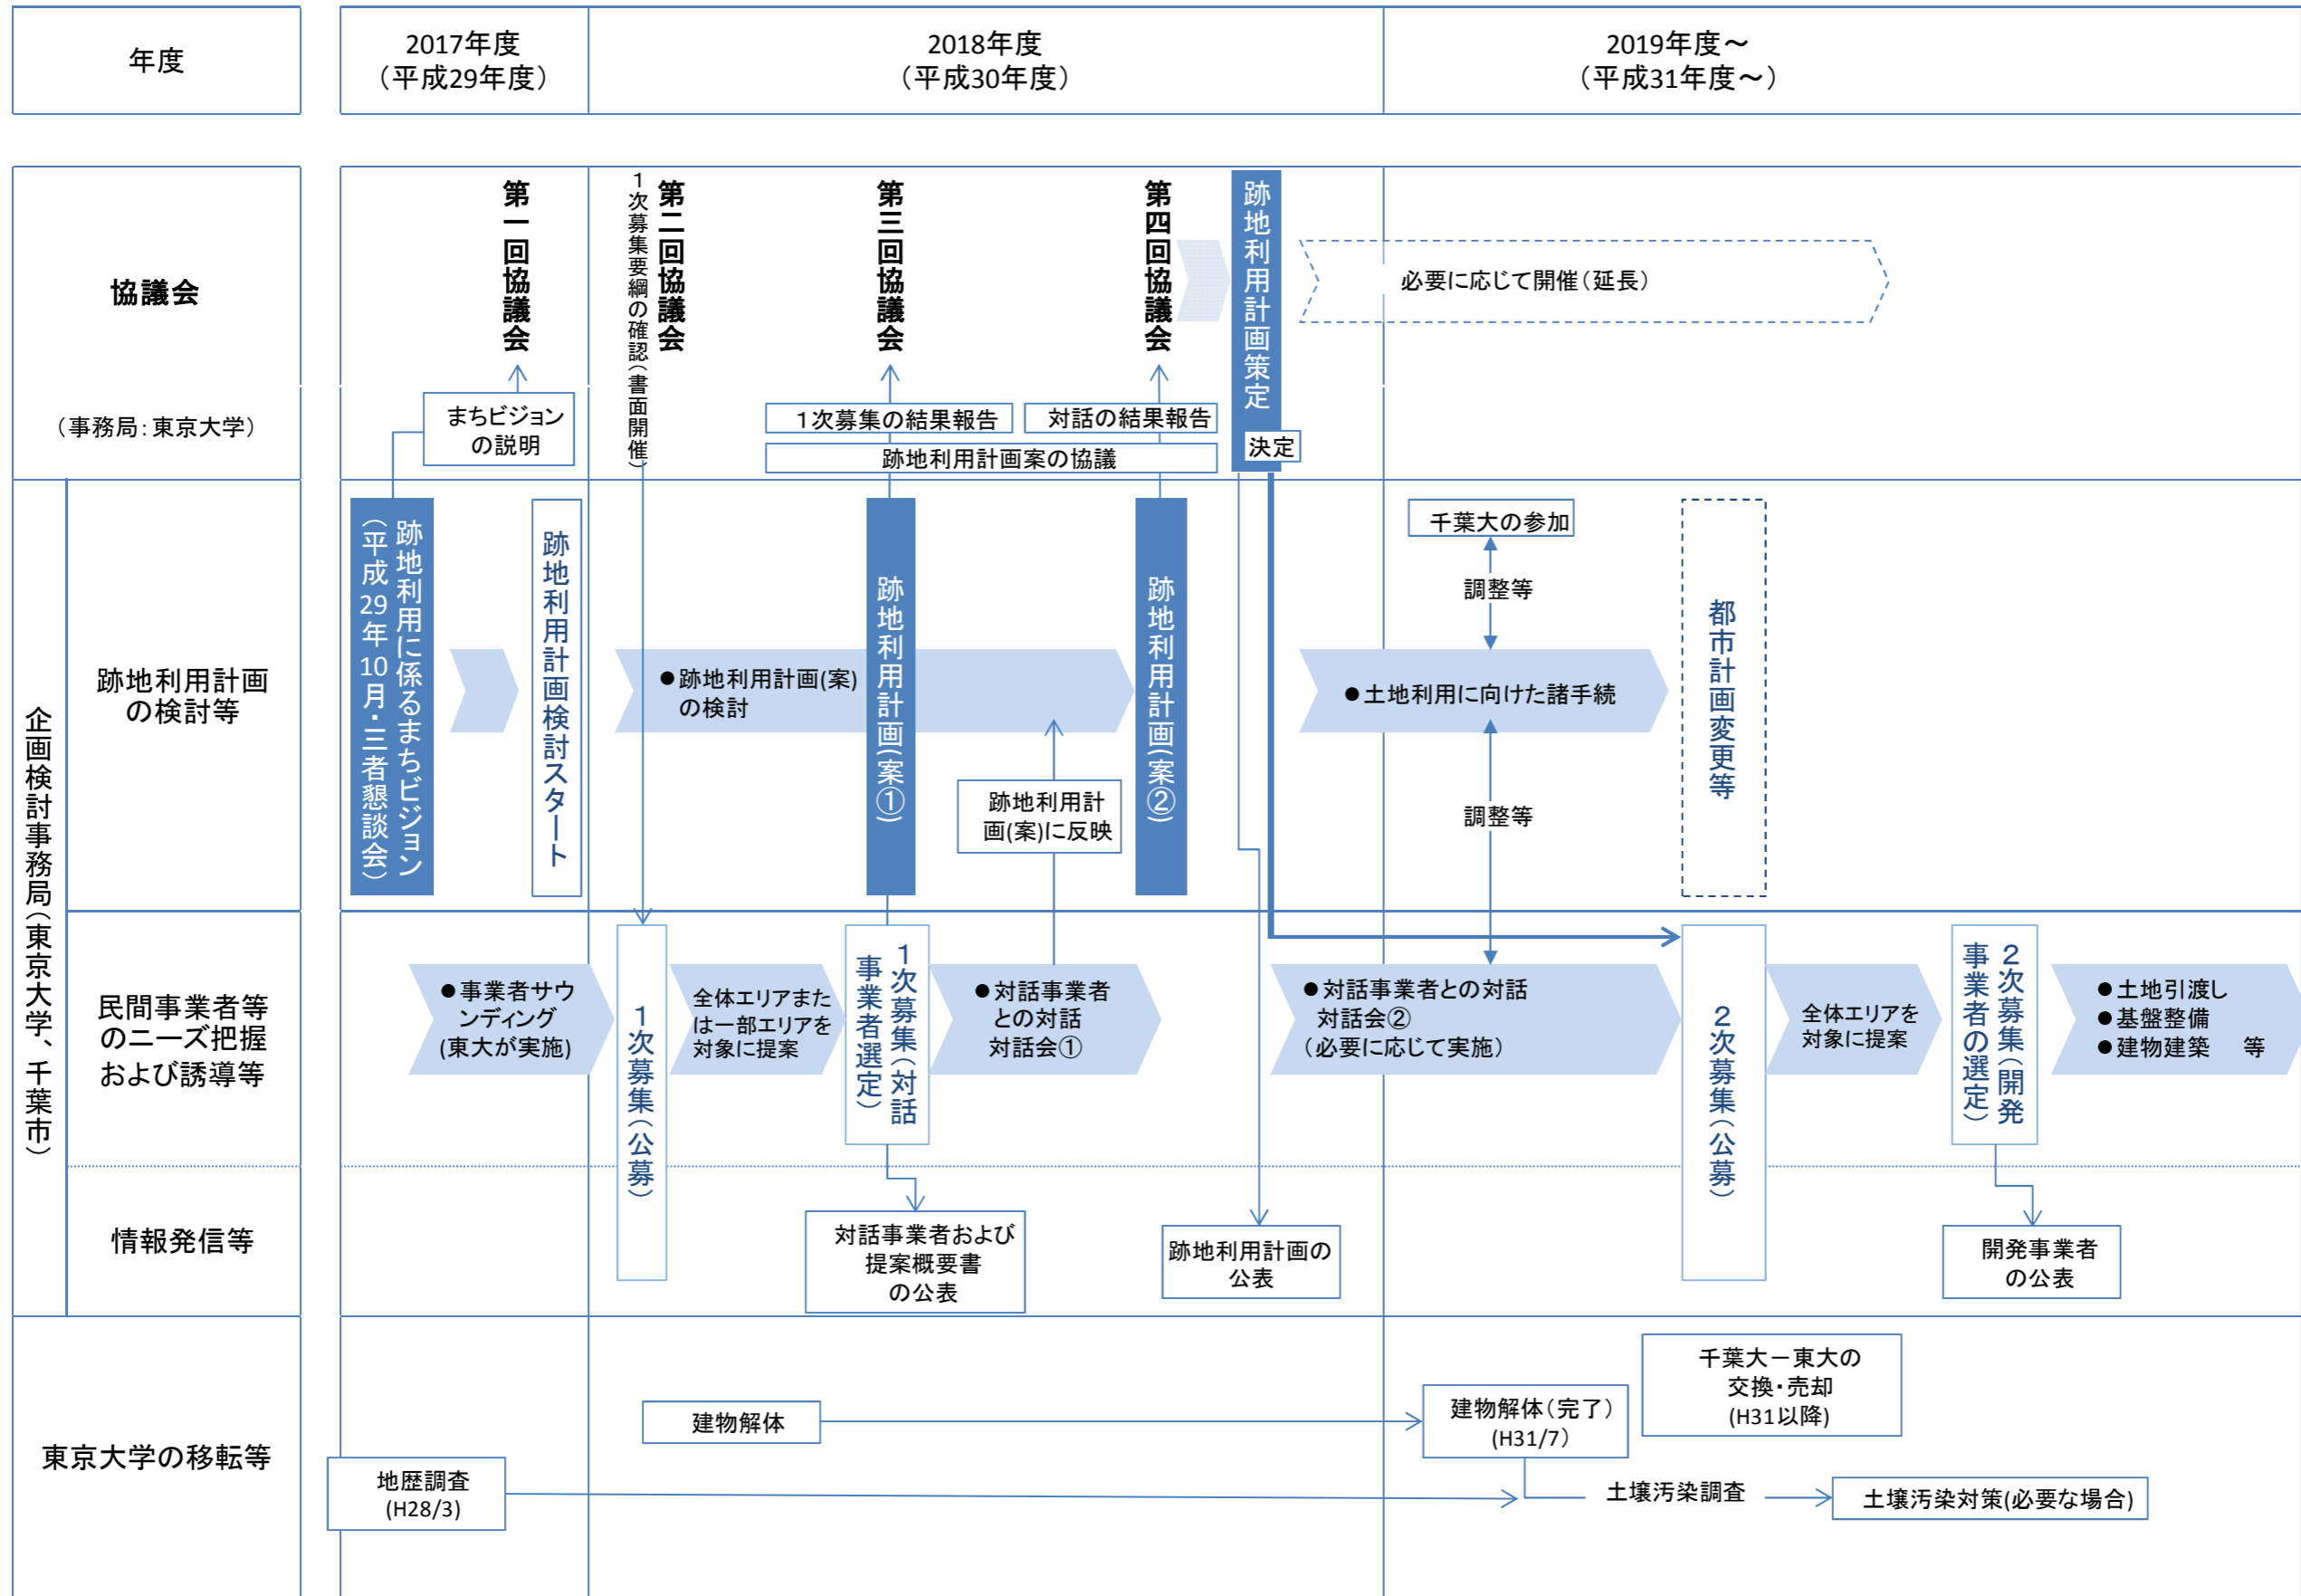 年度
2017年度
（平成29年度）
2018年度
（平成30年度）
2019年度～
（平成31年度～）
協議会
（事務局：東京大学）
第一回協議会
まちビジョン
の説明
１次募集要綱の確認（書面開催）
第二回協議会
第三回協議会
１次募集の結果報告
第四回協議会
対話の結果報告
跡地利用計画案の協議
跡地利用計画策定
決定
必要に応じて開催（延長）
企画検討事務局（東京大学、千葉市）
跡地利用計画
の検討等
跡地利用に係るまちビジョン
（平成29年10月・三者懇談会）
跡地利用計画検討スタート
●跡地利用計画(案)
の検討
跡地利用計画(案①)
跡地利用計
画(案)に反映
跡地利用計画(案②)
千葉大の参加
調整等
●土地利用に向けた諸手続
調整等
都市計画変更等
民間事業者等
のニーズ把握
および誘導等
●事業者サウ
ンディング
(東大が実施)
１次募集（公募）
全体エリアまた
は一部エリアを
対象に提案
１次募集（対話
事業者選定）
●対話事業者
との対話
対話会①
●対話事業者との対話
対話会②
（必要に応じて実施）
２次募集（公募）
全体エリアを
対象に提案
２次募集（開発
事業者の選定）
●土地引渡し
●基盤整備
●建物建築　等
情報発信等
対話事業者および
提案概要書
の公表
跡地利用計画の
公表
開発事業者
の公表
東京大学の移転等
地歴調査
(H28/3)
建物解体
建物解体（完了）
(H31/7）
千葉大－東大の
交換・売却
(H31以降)
土壌汚染調査
土壌汚染対策(必要な場合)